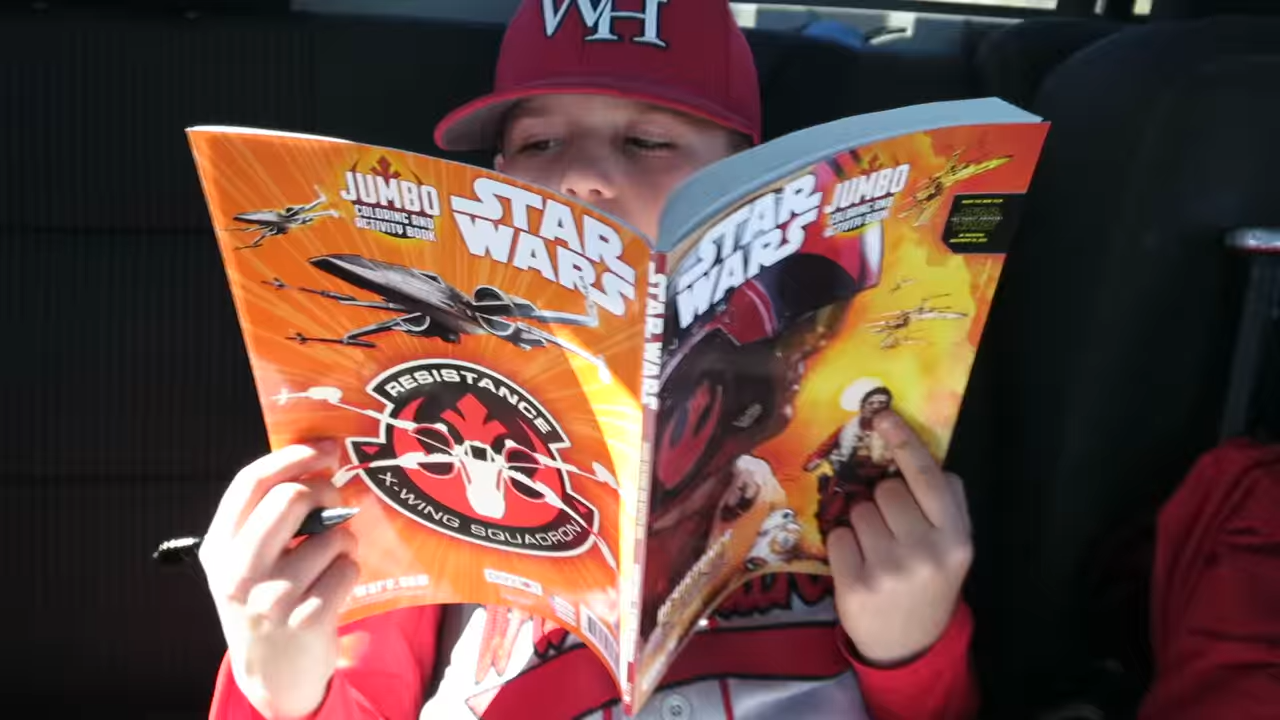 WH
JUMBO
COLORING AND
ACTIVITY BOOK
STAR
WARS
RESISTANCE
X-WING SQUADRON
STAR WARS
STAR
WARS
JUMBO
COLORING AND
ACTIVITY BOOK